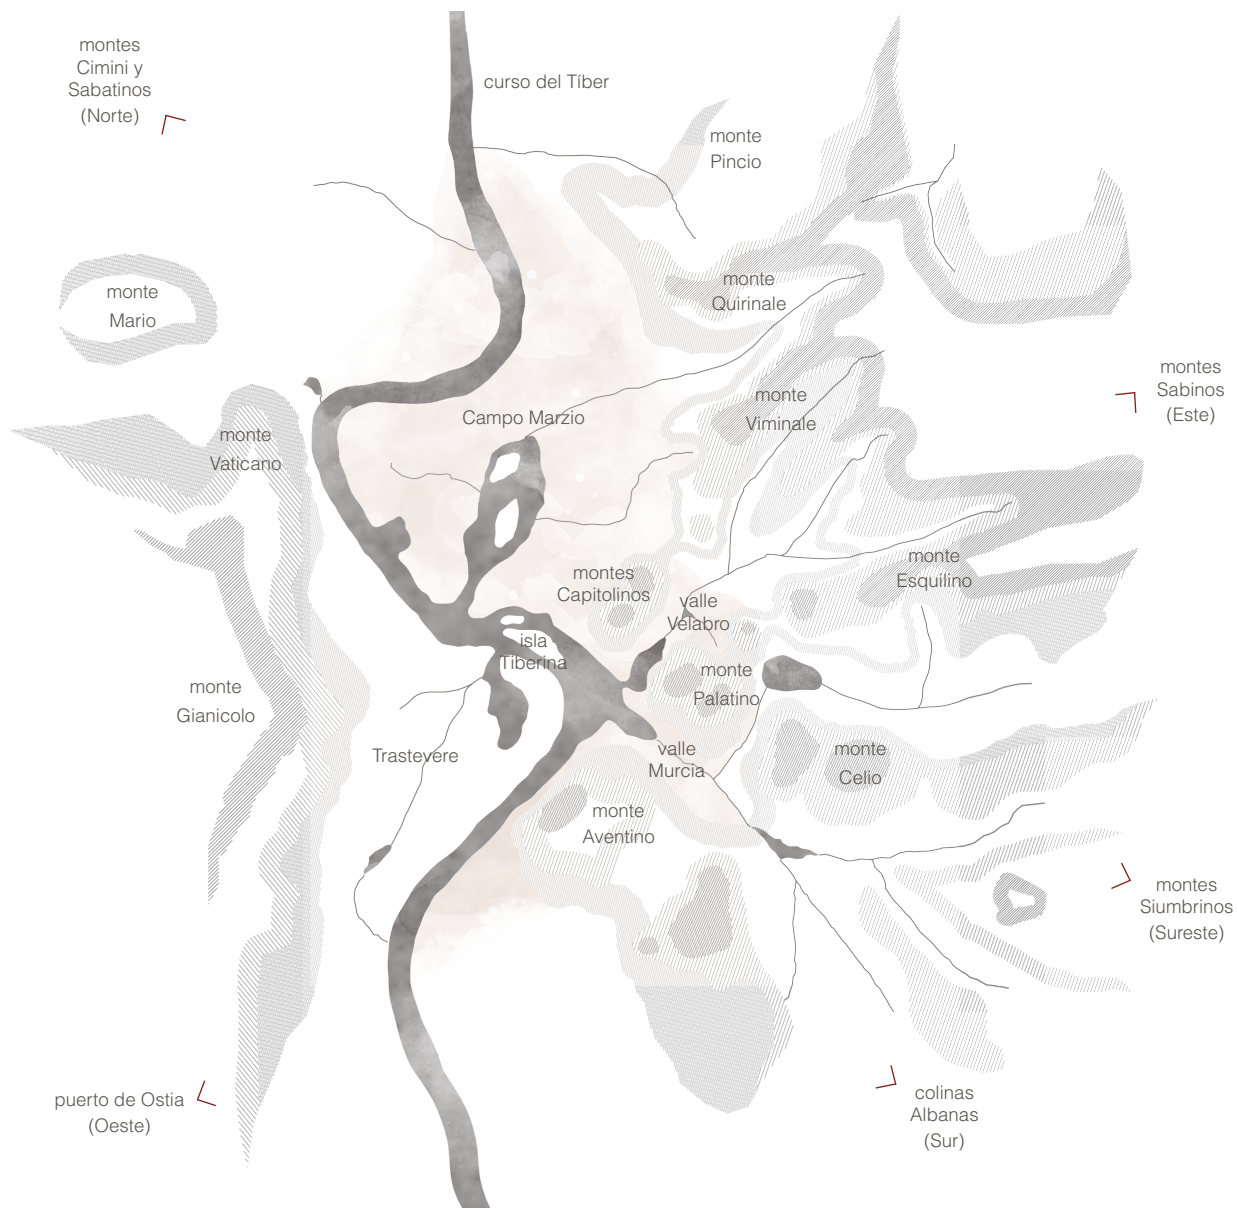 montes
Cimini y
Sabatinos
(Norte)
curso del Tíber
monte
Pincio
monte
Mario
monte
Quirinale
montes
Sabinos
(Este)
monte
Viminale
Campo Marzio
monte
Vaticano
monte
Esquilino
montes
Capitolinos
valle
Velabro
isla
Tiberina
monte
Palatino
monte
Gianicolo
Trastevere
valle
Murcia
monte
Celio
monte
Aventino
montes
Siumbrinos
(Sureste)
puerto de Ostia
(Oeste)
colinas
Albanas
(Sur)